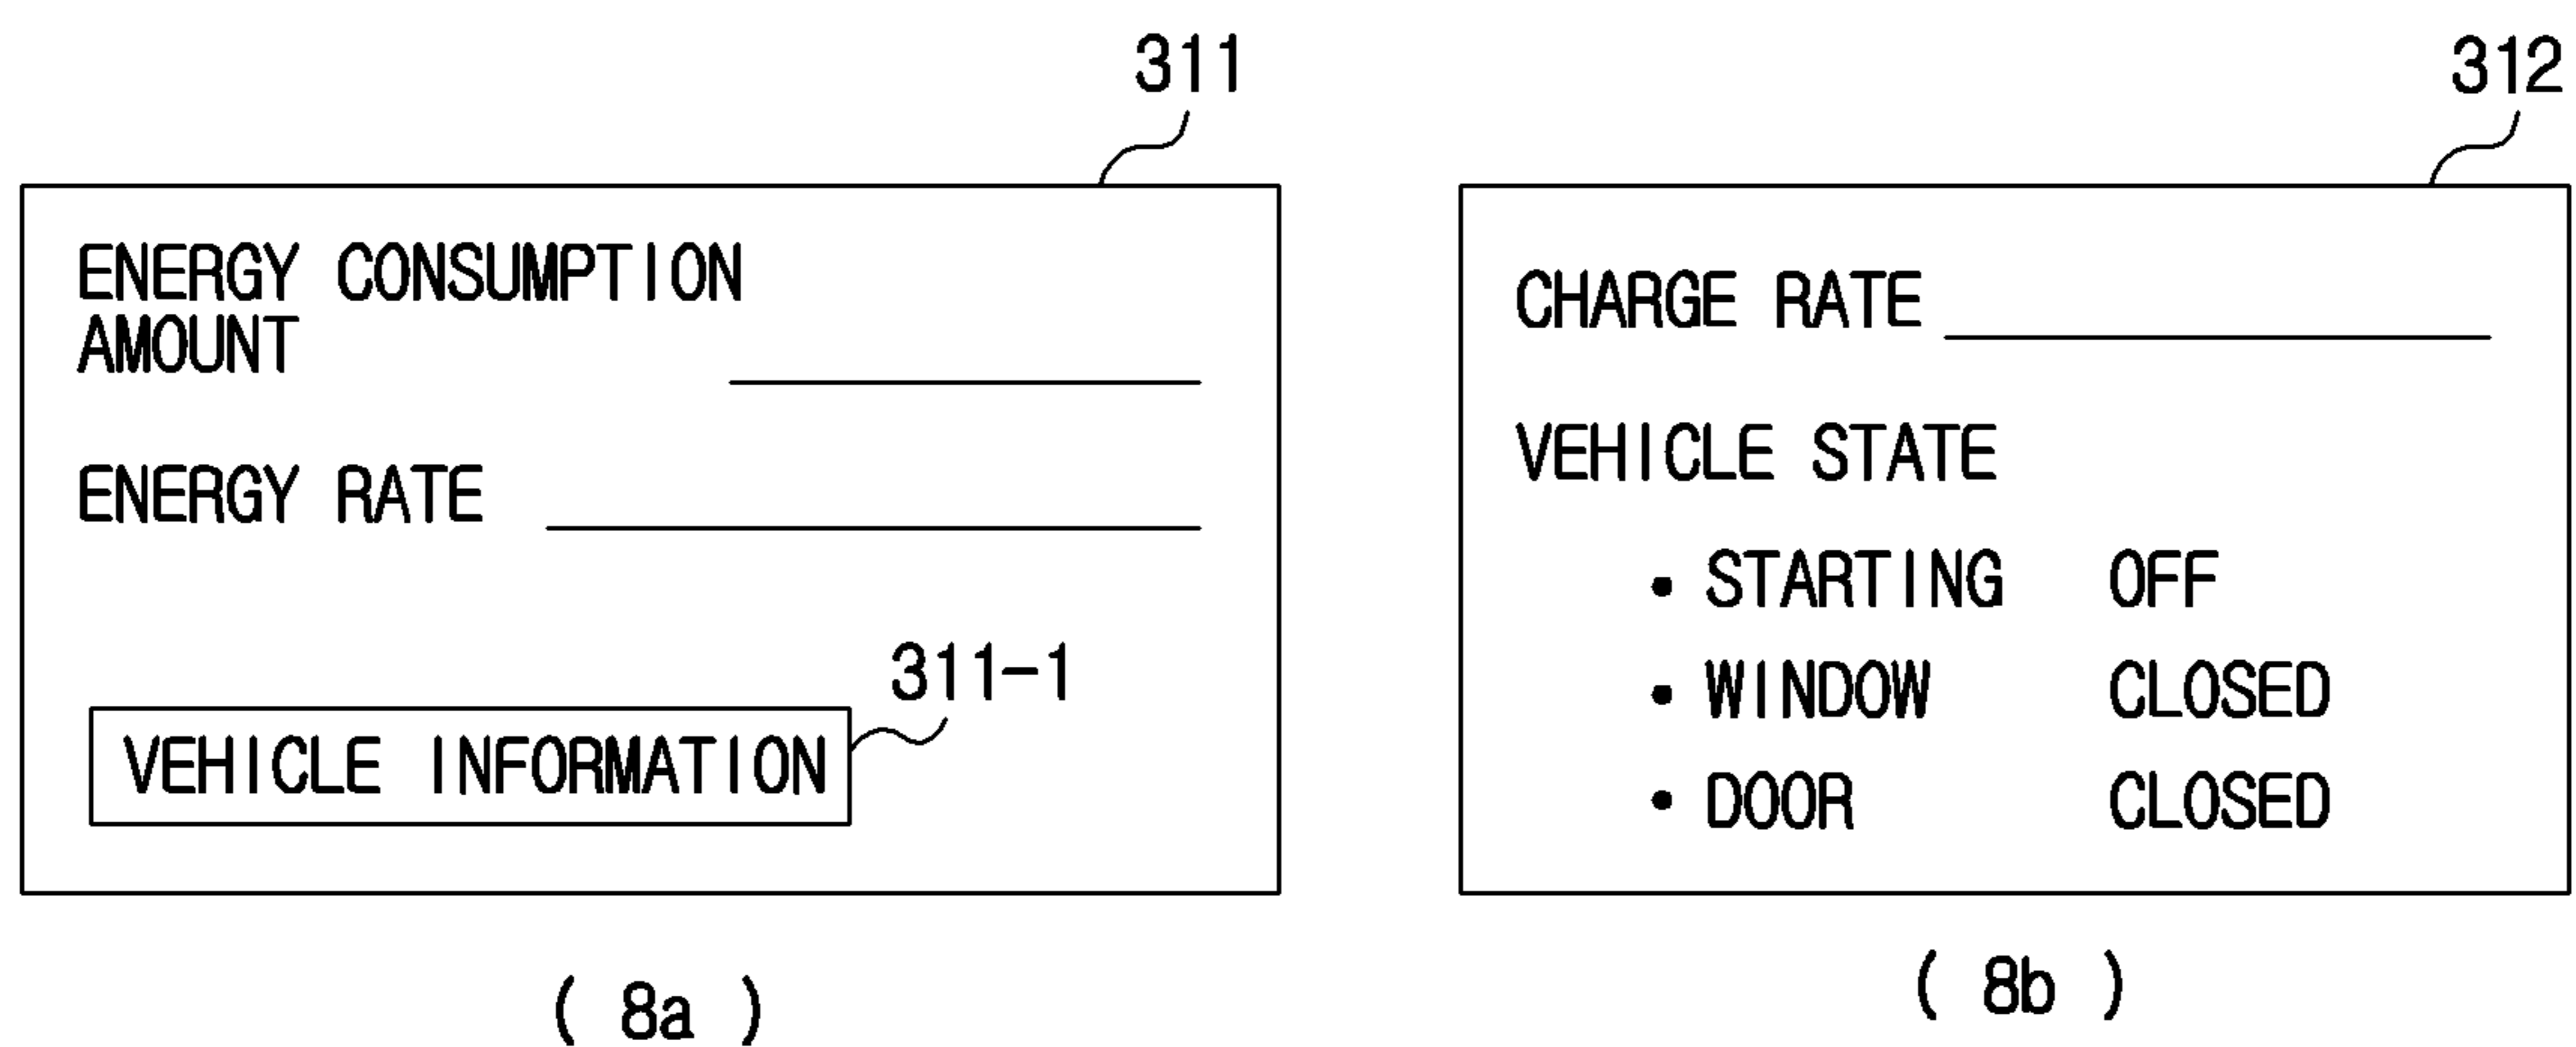 311
ENERGY CONSUMPTION
AMOUNT
ENERGY RATE
311-1
VEHICLE INFORMATION
( 8a )
312
CHARGE RATE
VEHICLE STATE
• STARTING OFF
• WINDOW CLOSED
• DOOR CLOSED
( 8b )